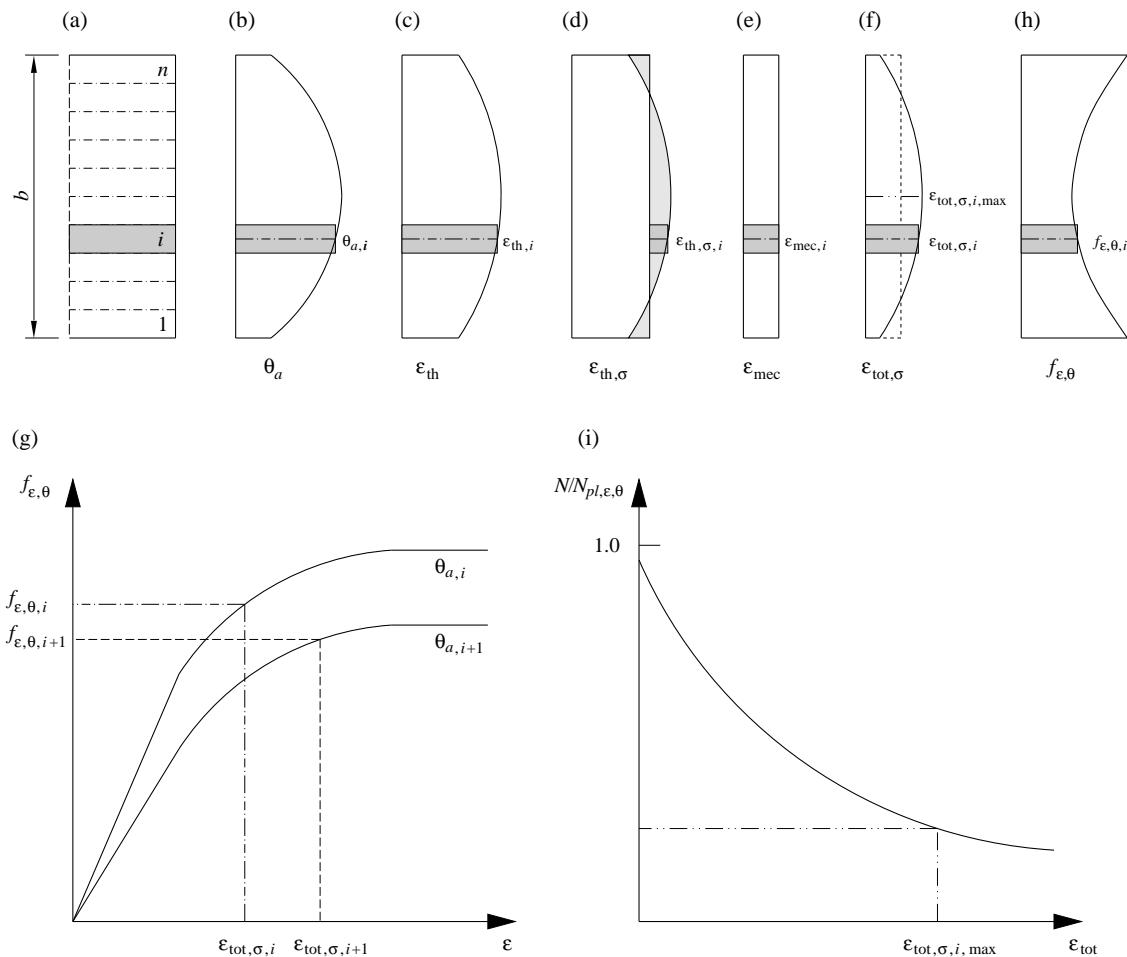 (a) (b) (c) (d) (e) (f) (h)
n
b
i
1
θa,i
εth,i
εth,σ,i
εmec,i
εtot,σ,i,max
εtot,σ,i
fε,θ,i
θa εth εth,σ εmec εtot,σ fε,θ
(g) (i)
fε,θ
θa,i
fε,θ,i
fε,θ,i+1
θa,i+1
εtot,σ,i εtot,σ,i+1 ε
N/Npl,ε,θ
1.0
εtot,σ,i,max εtot